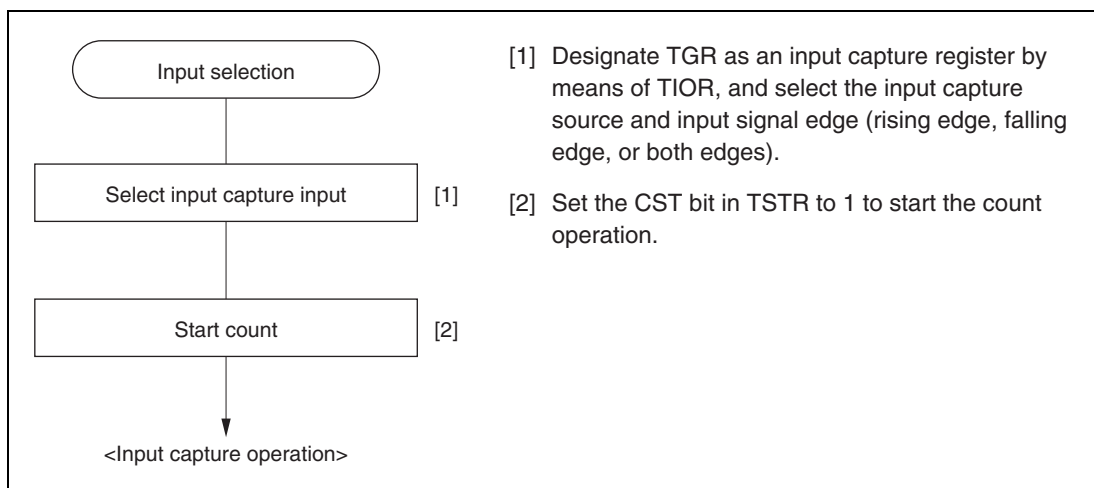 Input selection
Select input capture input [1]
Start count [2]
<Input capture operation>
[1] Designate TGR as an input capture register by
means of TIOR, and select the input capture
source and input signal edge (rising edge, falling
edge, or both edges).
[2] Set the CST bit in TSTR to 1 to start the count
operation.